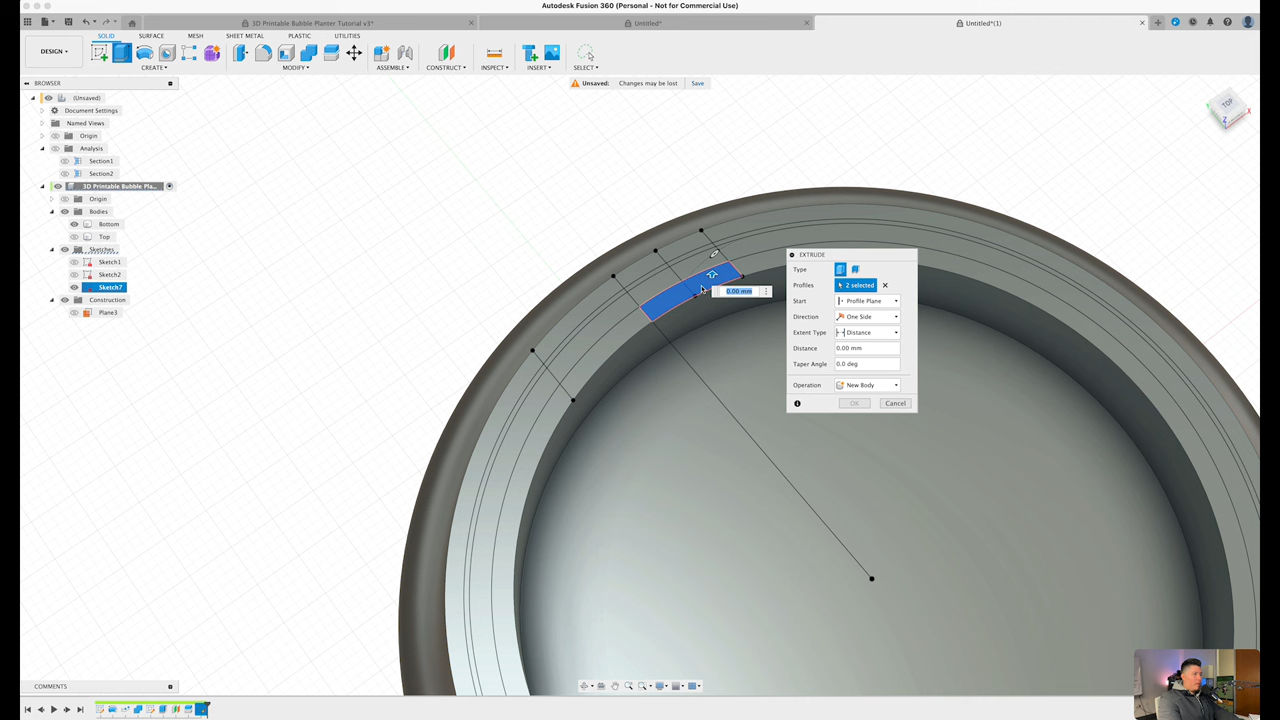 Autodesk Fusion 360 (Personal - Not for Commercial Use)
3D Printable Bubble Planter Tutorial v3*
Untitled*
Untitled*(1)
DESIGN
SOLID
SURFACE
MESH
SHEET METAL
PLASTIC
UTILITIES
CREATE
MODIFY
ASSEMBLE
CONSTRUCT
INSPECT
INSERT
SELECT
BROWSER
Unsaved: Changes may be lost Save
(Unsaved)
Document Settings
Named Views
Origin
Analysis
Section1
Section2
3D Printable Bubble Pla...
Origin
Bodies
Bottom
Top
Sketches
Sketch1
Sketch2
Sketch7
Construction
Plane3
TOP
X
Z
EXTRUDE
Type
Profiles 2 selected
Start Profile Plane
Direction One Side
Extent Type Distance
Distance 0.00 mm
Taper Angle 0.0 deg
Operation New Body
OK Cancel
0.00 mm
COMMENTS